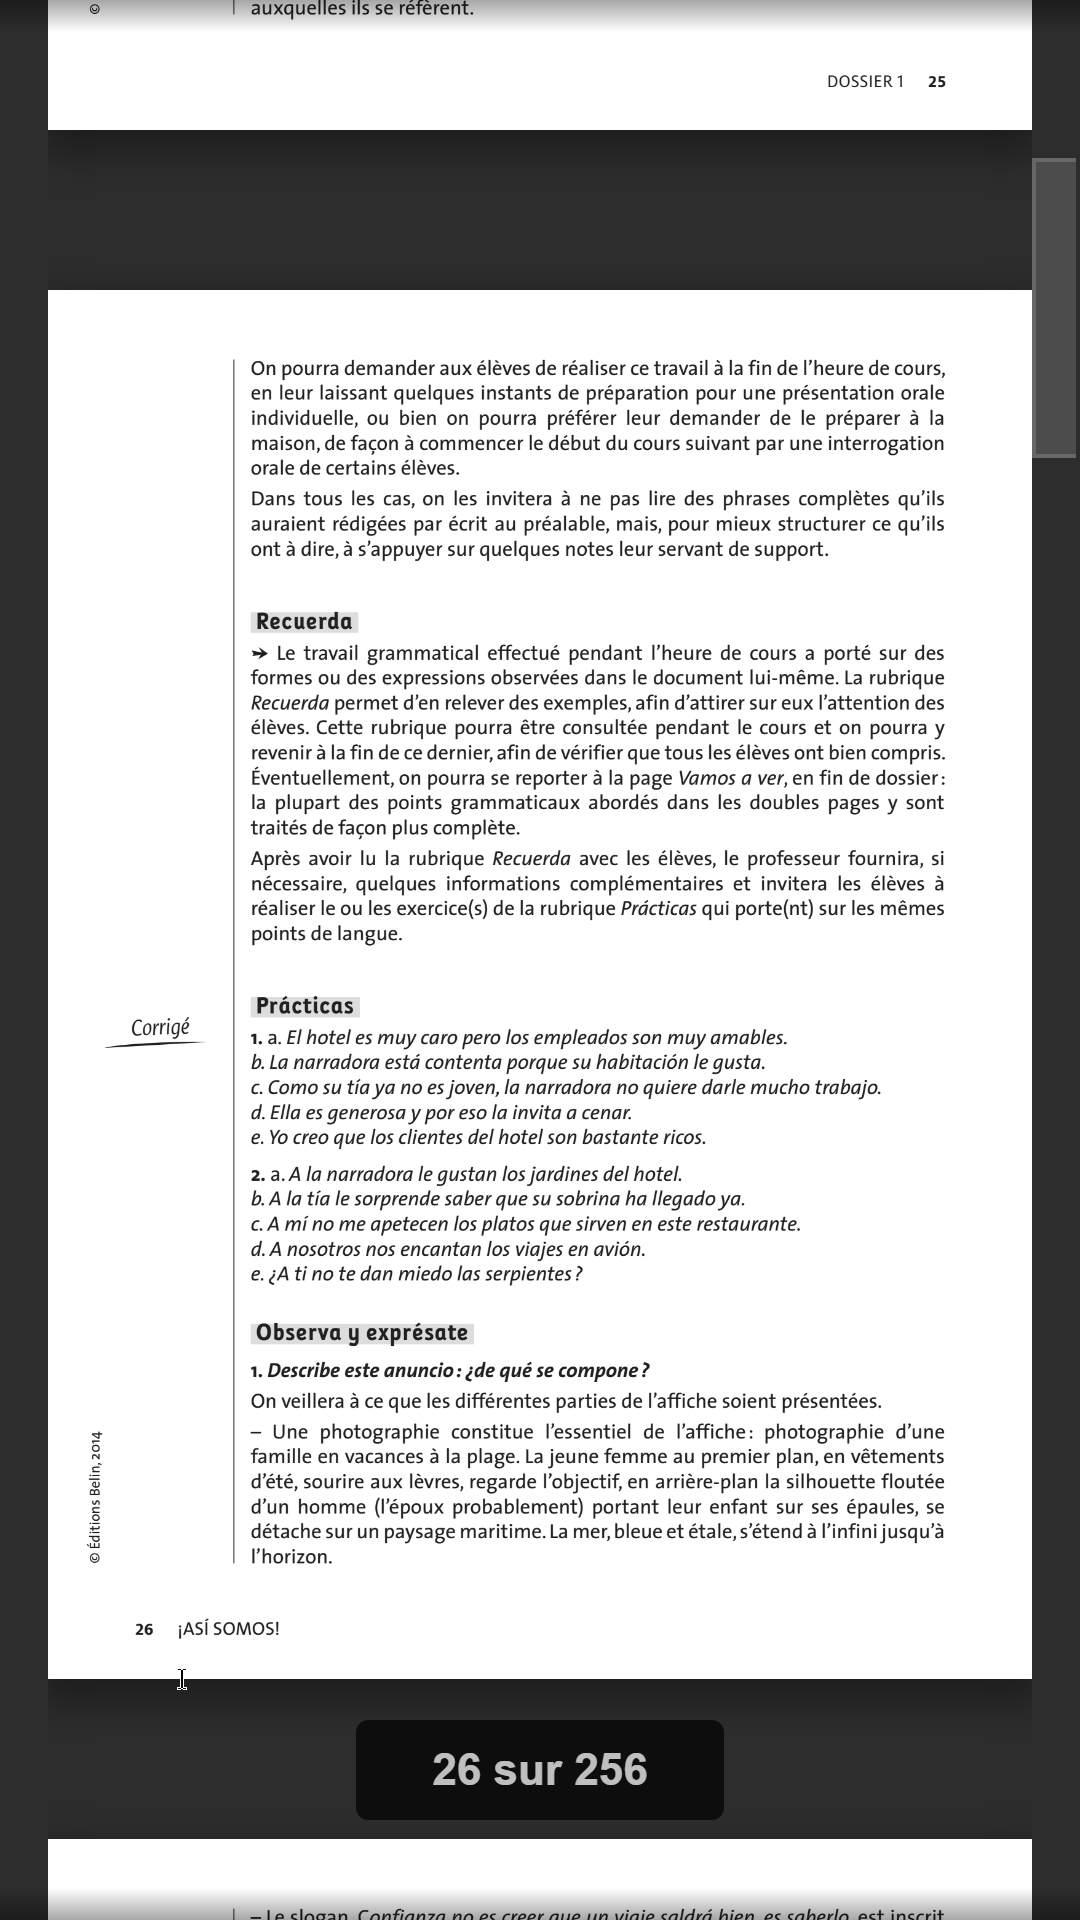 auxquelles ils se réfèrent.
©
DOSSIER 1 25
On pourra demander aux élèves de réaliser ce travail à la fin de l’heure de cours,
en leur laissant quelques instants de préparation pour une présentation orale
individuelle, ou bien on pourra préférer leur demander de le préparer à la
maison, de façon à commencer le début du cours suivant par une interrogation
orale de certains élèves.
Dans tous les cas, on les invitera à ne pas lire des phrases complètes qu’ils
auraient rédigées par écrit au préalable, mais, pour mieux structurer ce qu’ils
ont à dire, à s’appuyer sur quelques notes leur servant de support.
Recuerda
➔ Le travail grammatical effectué pendant l’heure de cours a porté sur des
formes ou des expressions observées dans le document lui-même. La rubrique
Recuerda permet d’en relever des exemples, afin d’attirer sur eux l’attention des
élèves. Cette rubrique pourra être consultée pendant le cours et on pourra y
revenir à la fin de ce dernier, afin de vérifier que tous les élèves ont bien compris.
Éventuellement, on pourra se reporter à la page Vamos a ver, en fin de dossier :
la plupart des points grammaticaux abordés dans les doubles pages y sont
traités de façon plus complète.
Après avoir lu la rubrique Recuerda avec les élèves, le professeur fournira, si
nécessaire, quelques informations complémentaires et invitera les élèves à
réaliser le ou les exercice(s) de la rubrique Prácticas qui porte(nt) sur les mêmes
points de langue.
Prácticas
Corrigé
1. a. El hotel es muy caro pero los empleados son muy amables.
b. La narradora está contenta porque su habitación le gusta.
c. Como su tía ya no es joven, la narradora no quiere darle mucho trabajo.
d. Ella es generosa y por eso la invita a cenar.
e. Yo creo que los clientes del hotel son bastante ricos.
2. a. A la narradora le gustan los jardines del hotel.
b. A la tía le sorprende saber que su sobrina ha llegado ya.
c. A mí no me apetecen los platos que sirven en este restaurante.
d. A nosotros nos encantan los viajes en avión.
e. ¿A ti no te dan miedo las serpientes ?
Observa y exprésate
1. Describe este anuncio : ¿de qué se compone ?
On veillera à ce que les différentes parties de l’affiche soient présentées.
– Une photographie constitue l’essentiel de l’affiche : photographie d’une
famille en vacances à la plage. La jeune femme au premier plan, en vêtements
d’été, sourire aux lèvres, regarde l’objectif, en arrière-plan la silhouette floutée
d’un homme (l’époux probablement) portant leur enfant sur ses épaules, se
détache sur un paysage maritime. La mer, bleue et étale, s’étend à l’infini jusqu’à
l’horizon.
© Éditions Belin, 2014
26 ¡ASÍ SOMOS!
26 sur 256
– Le slogan, Confianza no es creer que un viaje saldrá bien, es saberlo, est inscrit